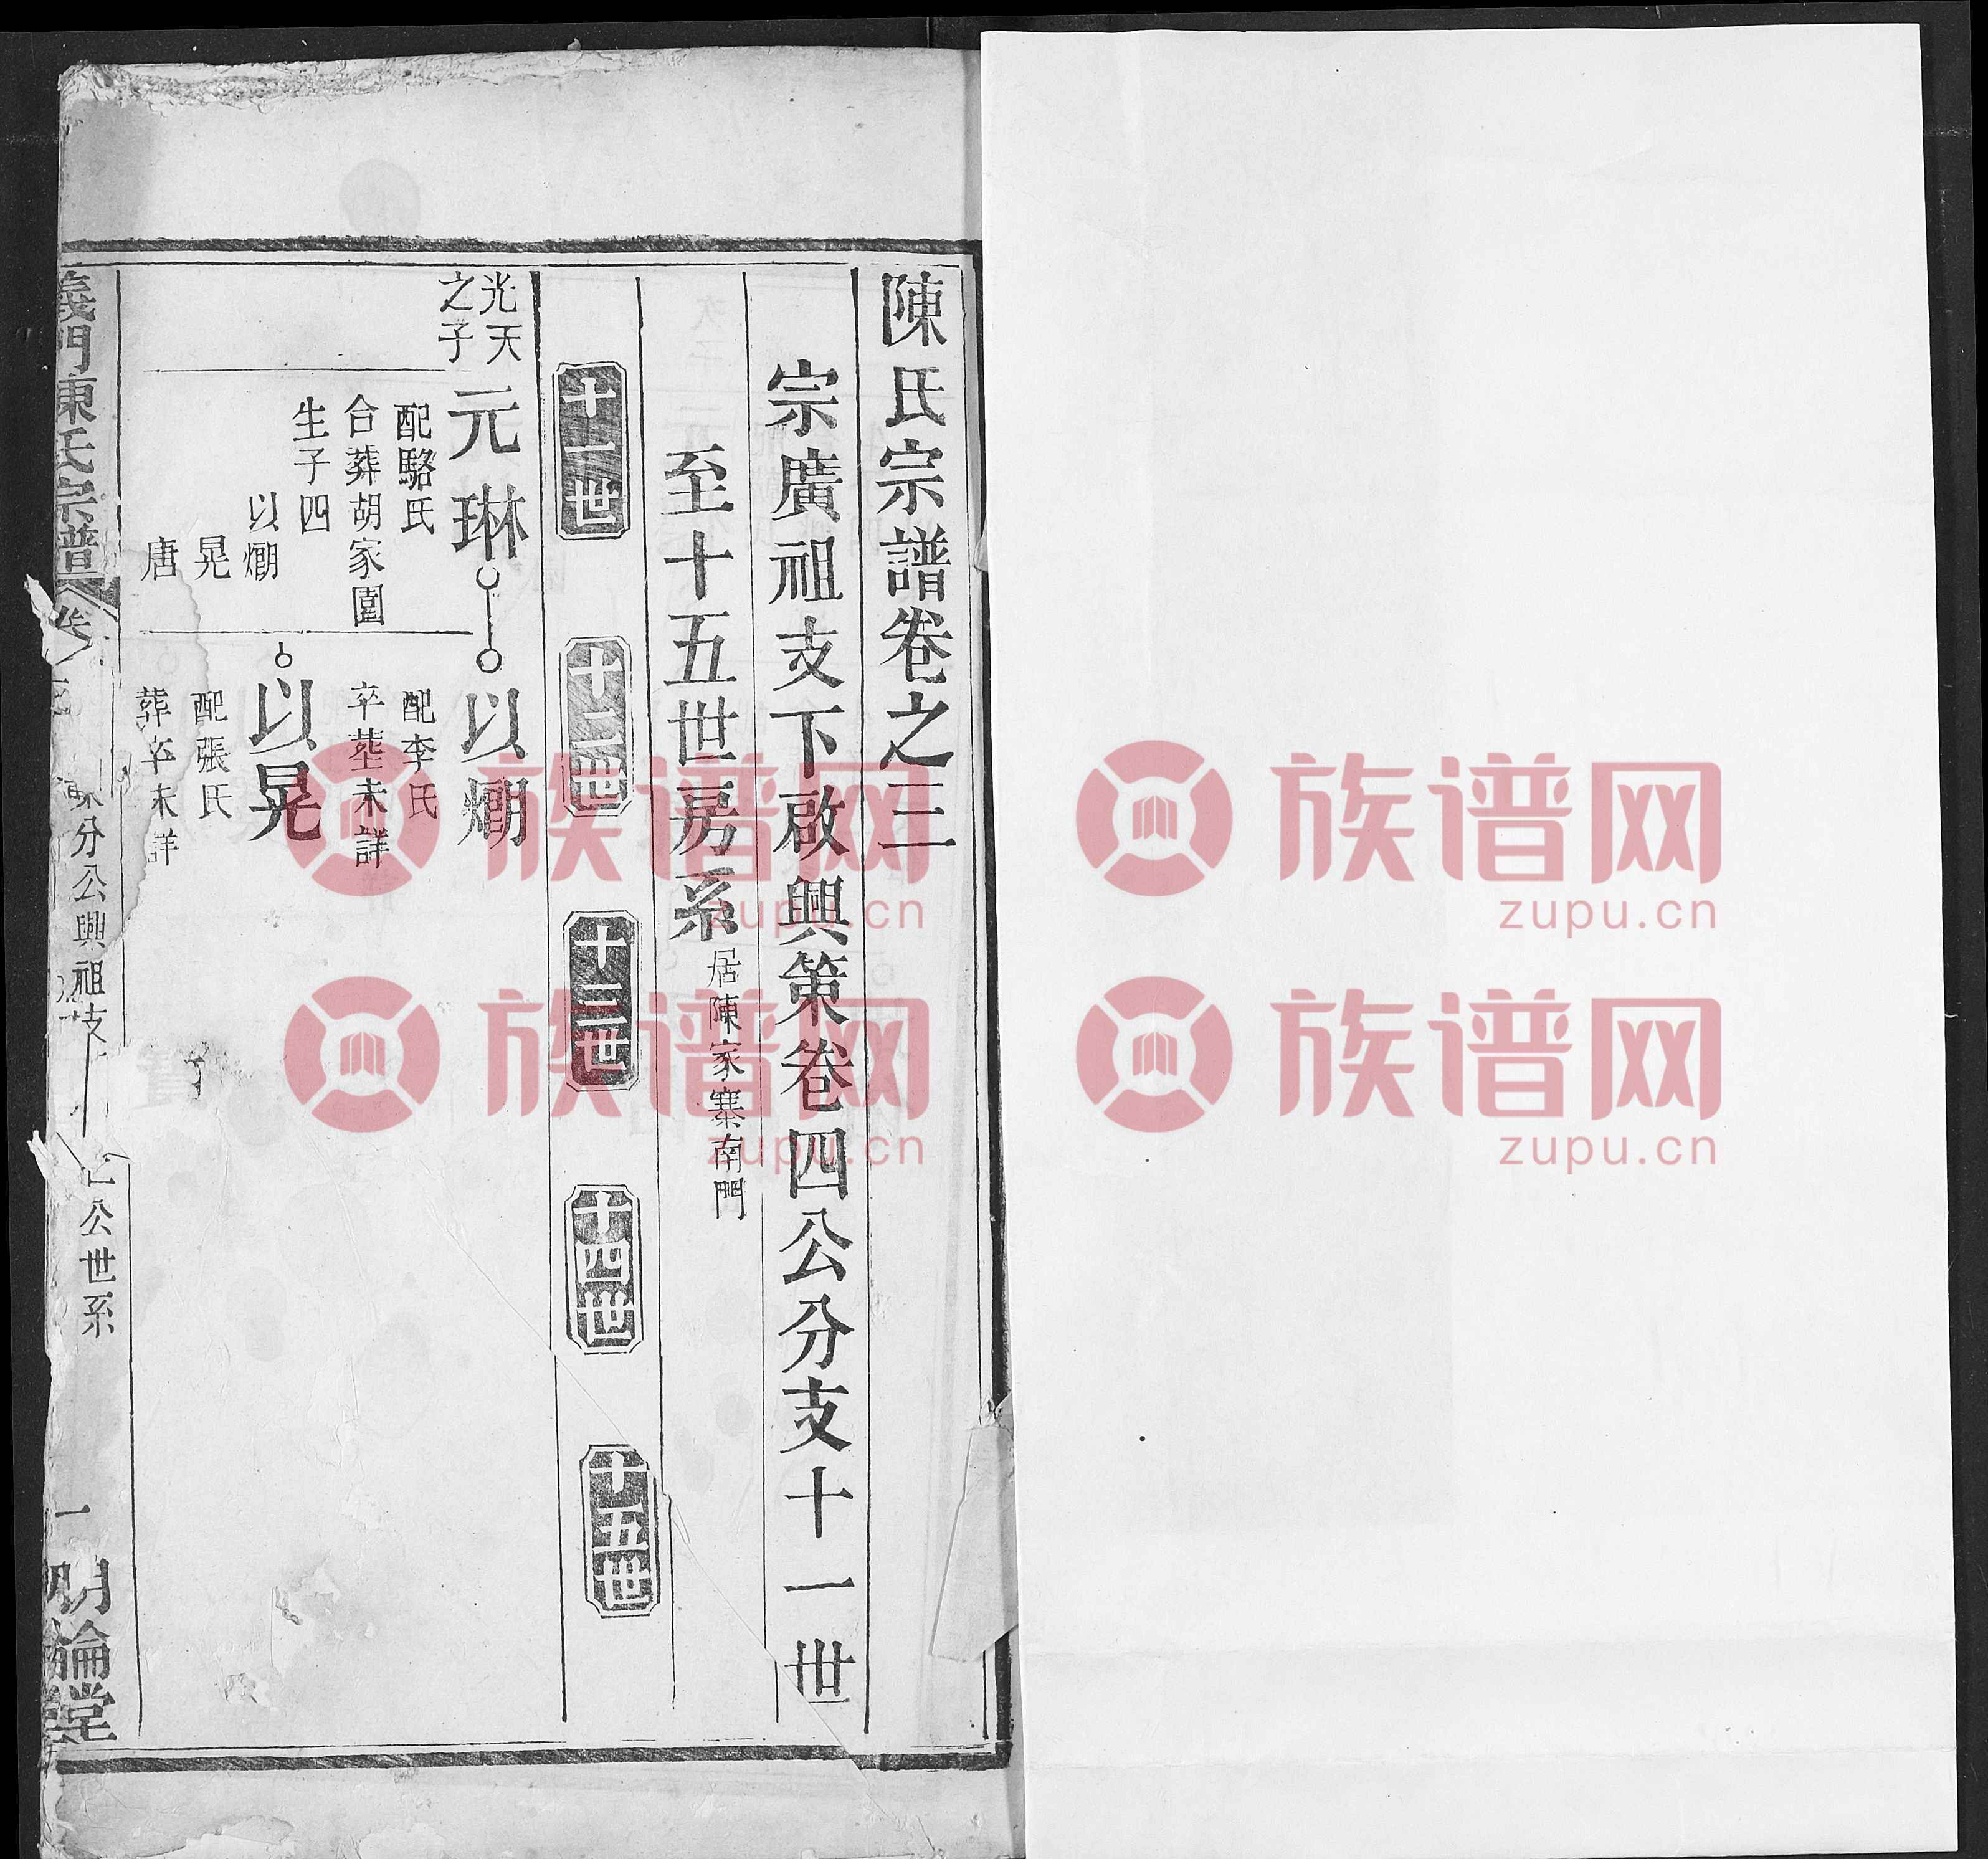 陳氏宗譜卷之三
宗廣祖支下啟興策卷四公分支十一世
至十五世房系居陳家寨南門
十一世
十二世
十三世
十四世
十五世
光天
之子
元琳
配駱氏
合葬胡家園
生子四
以爛
晃
唐
以爛
配李氏
卒塟未詳
以晃
配張氏
葬卒未詳
義門陳氏宗譜
卷
分公興祖技
公世系
一
明倫堂
族谱网
zupu.cn
族谱网
zupu.cn
族谱网
zupu.cn
族谱网
zupu.cn